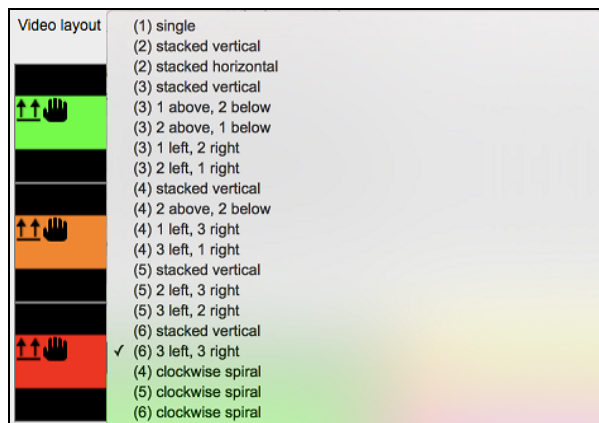 Video layout
(1) single
(2) stacked vertical
(2) stacked horizontal
(3) stacked vertical
(3) 1 above, 2 below
(3) 2 above, 1 below
(3) 1 left, 2 right
(3) 2 left, 1 right
(4) stacked vertical
(4) 2 above, 2 below
(4) 1 left, 3 right
(4) 3 left, 1 right
(5) stacked vertical
(5) 2 left, 3 right
(5) 3 left, 2 right
(6) stacked vertical
✓ (6) 3 left, 3 right
(4) clockwise spiral
(5) clockwise spiral
(6) clockwise spiral